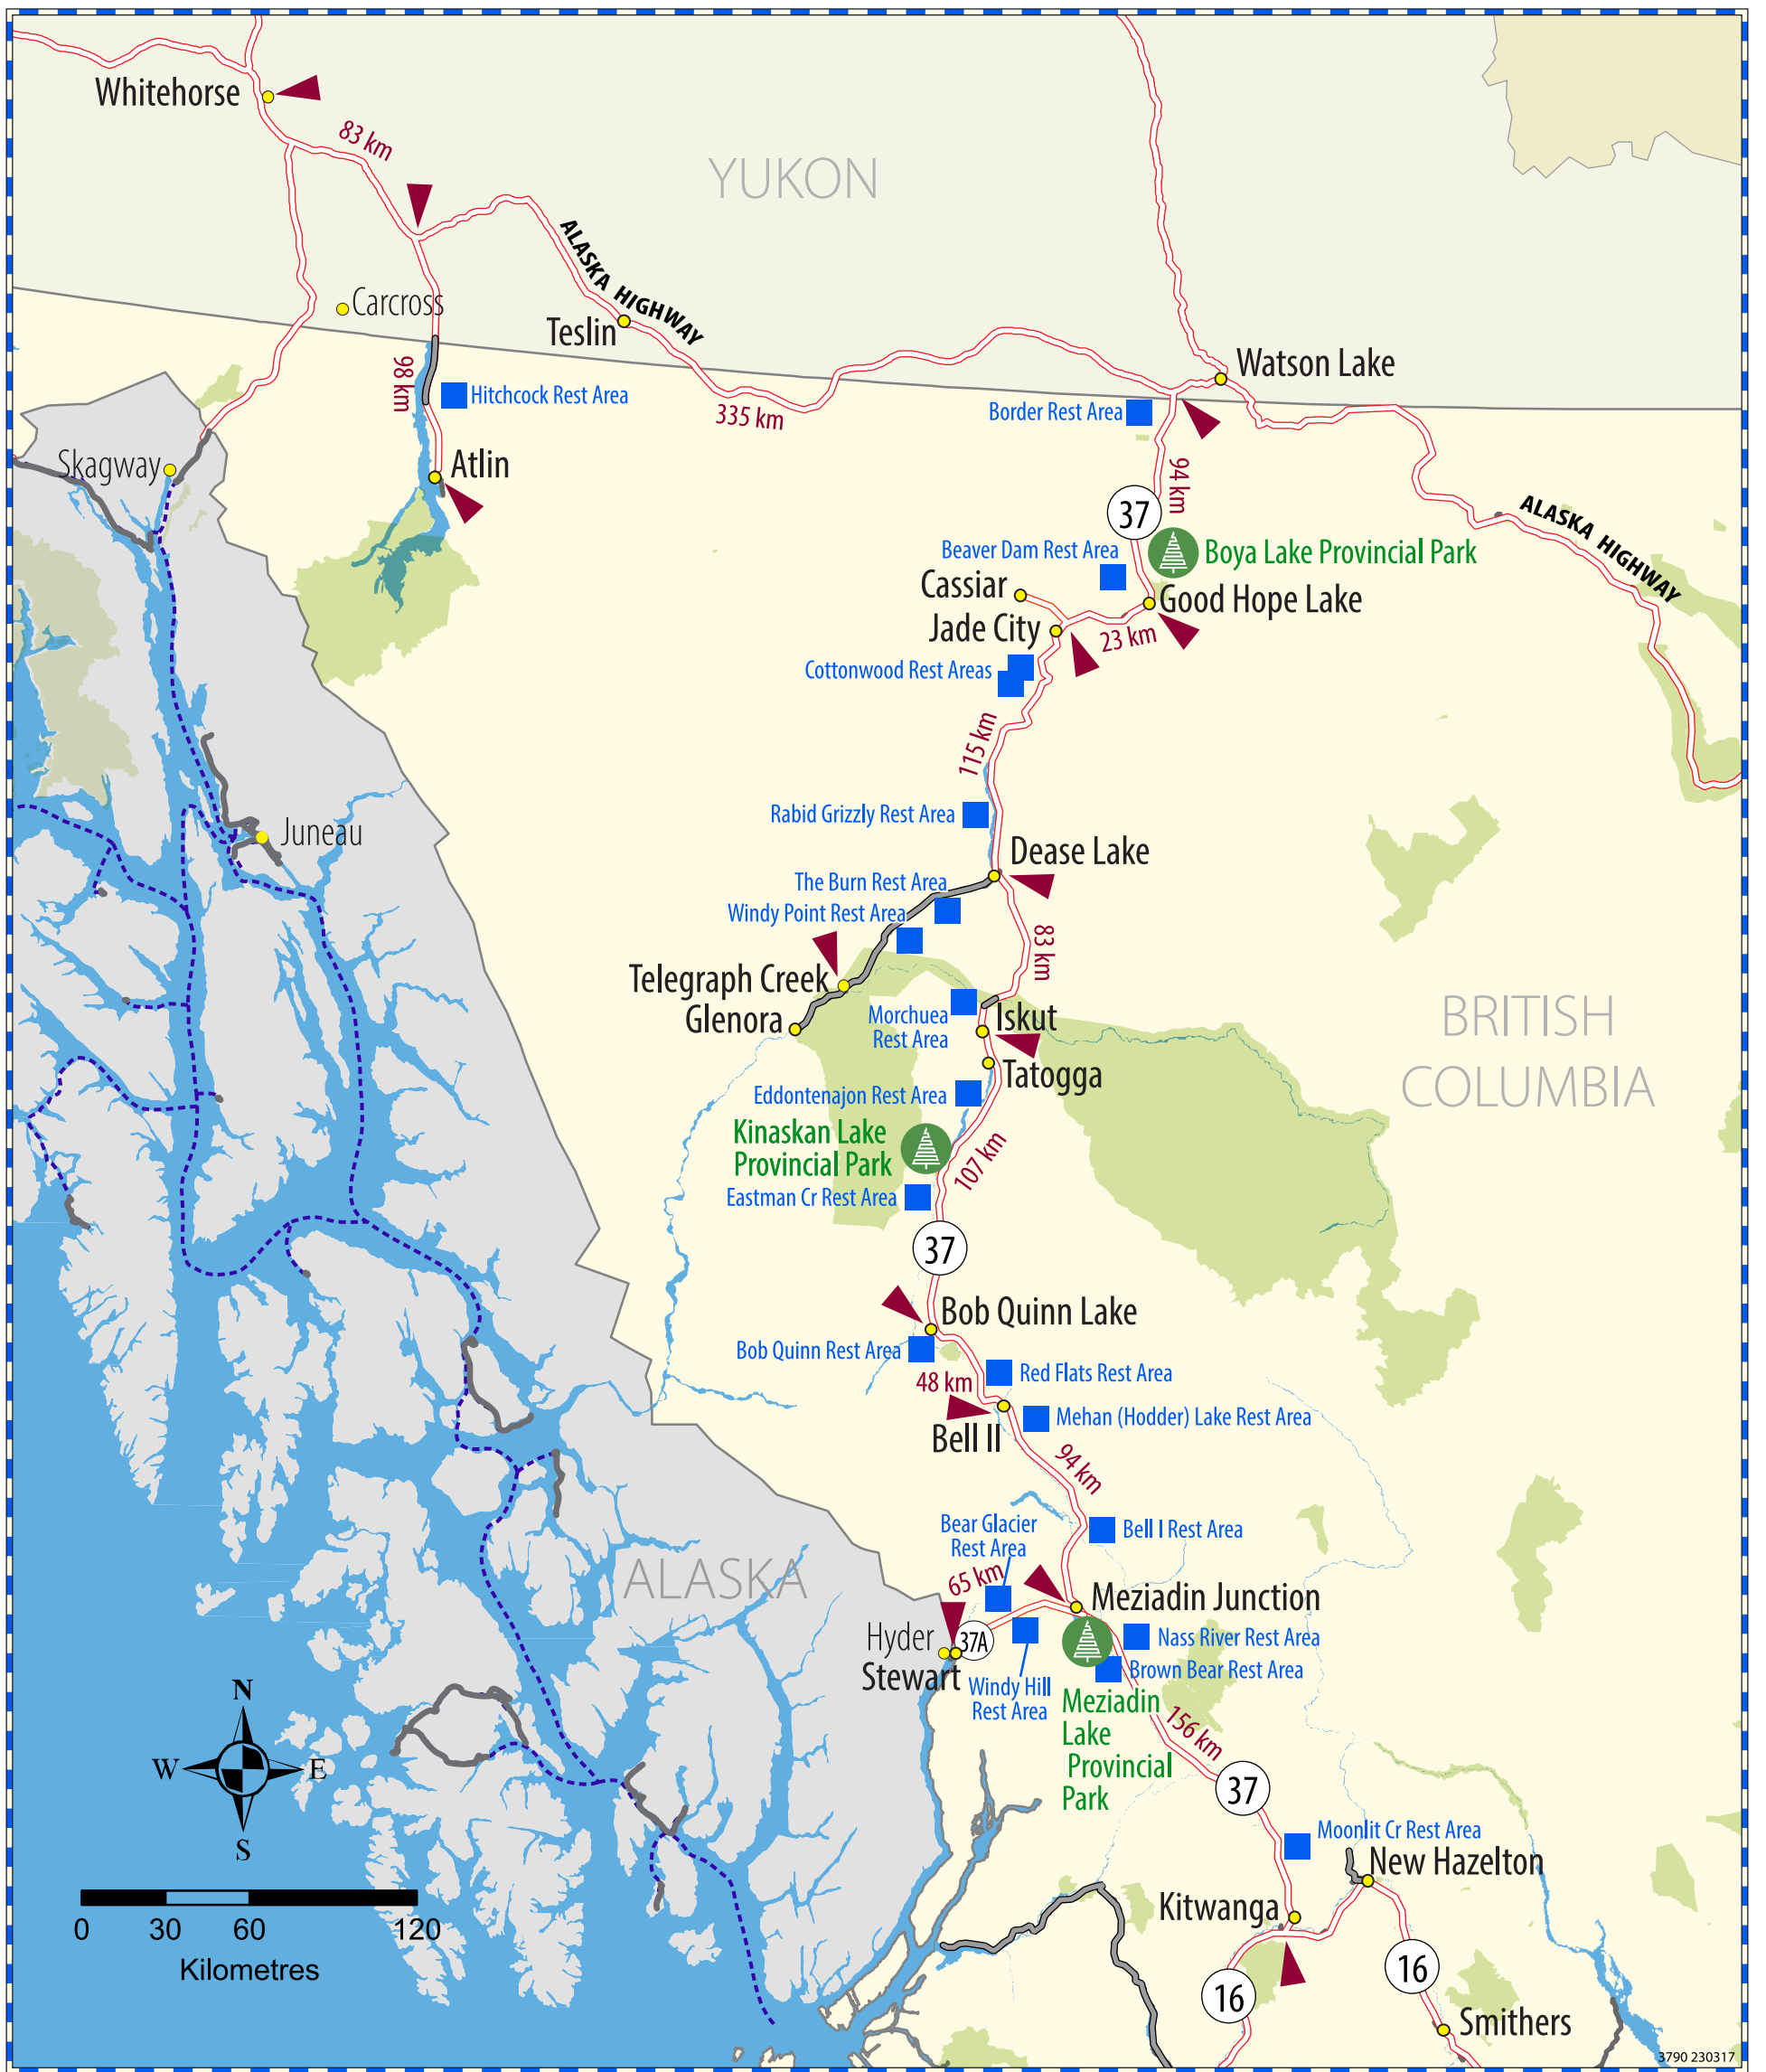 Whitehorse
83 km
YUKON
ALASKA HIGHWAY
Carcross
Teslin
Watson Lake
98 km
Hitchcock Rest Area
335 km
Border Rest Area
Skagway
Atlin
94 km
37
ALASKA HIGHWAY
Beaver Dam Rest Area
Boya Lake Provincial Park
Cassiar
Good Hope Lake
Jade City
23 km
Cottonwood Rest Areas
115 km
Rabid Grizzly Rest Area
Juneau
Dease Lake
The Burn Rest Area
Windy Point Rest Area
83 km
Telegraph Creek
Glenora
Morchuea
Rest Area
Iskut
BRITISH
COLUMBIA
Tatogga
Eddontenajon Rest Area
Kinaskan Lake
Provincial Park
107 km
Eastman Cr Rest Area
37
Bob Quinn Lake
Bob Quinn Rest Area
Red Flats Rest Area
48 km
Mehan (Hodder) Lake Rest Area
Bell II
94 km
Bear Glacier
Rest Area
Bell I Rest Area
ALASKA
65 km
Meziadin Junction
Hyder
37A
Stewart
Nass River Rest Area
Brown Bear Rest Area
Windy Hill
Rest Area
Meziadin
Lake
Provincial
Park
156 km
37
N
W
E
S
Moonlit Cr Rest Area
New Hazelton
Kitwanga
0 30 60 120
Kilometres
16
16
Smithers
3790 230317